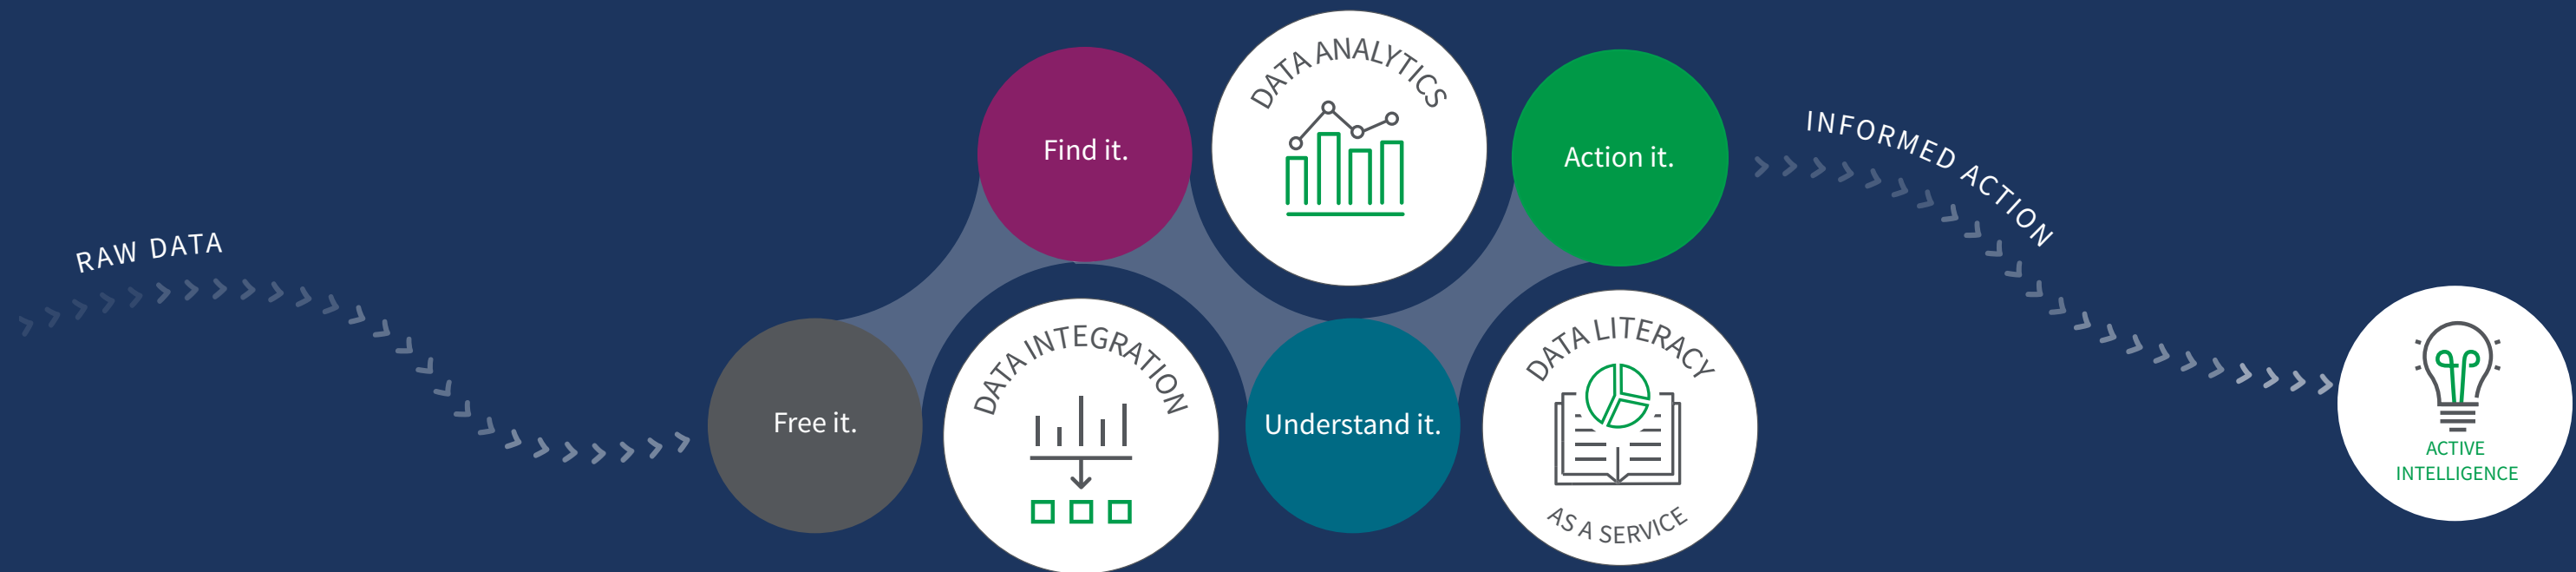 RAW DATA
Free it.
Find it.
DATA INTEGRATION
DATA ANALYTICS
Understand it.
Action it.
DATA LITERACY
AS A SERVICE
INFORMED ACTION
ACTIVE
INTELLIGENCE